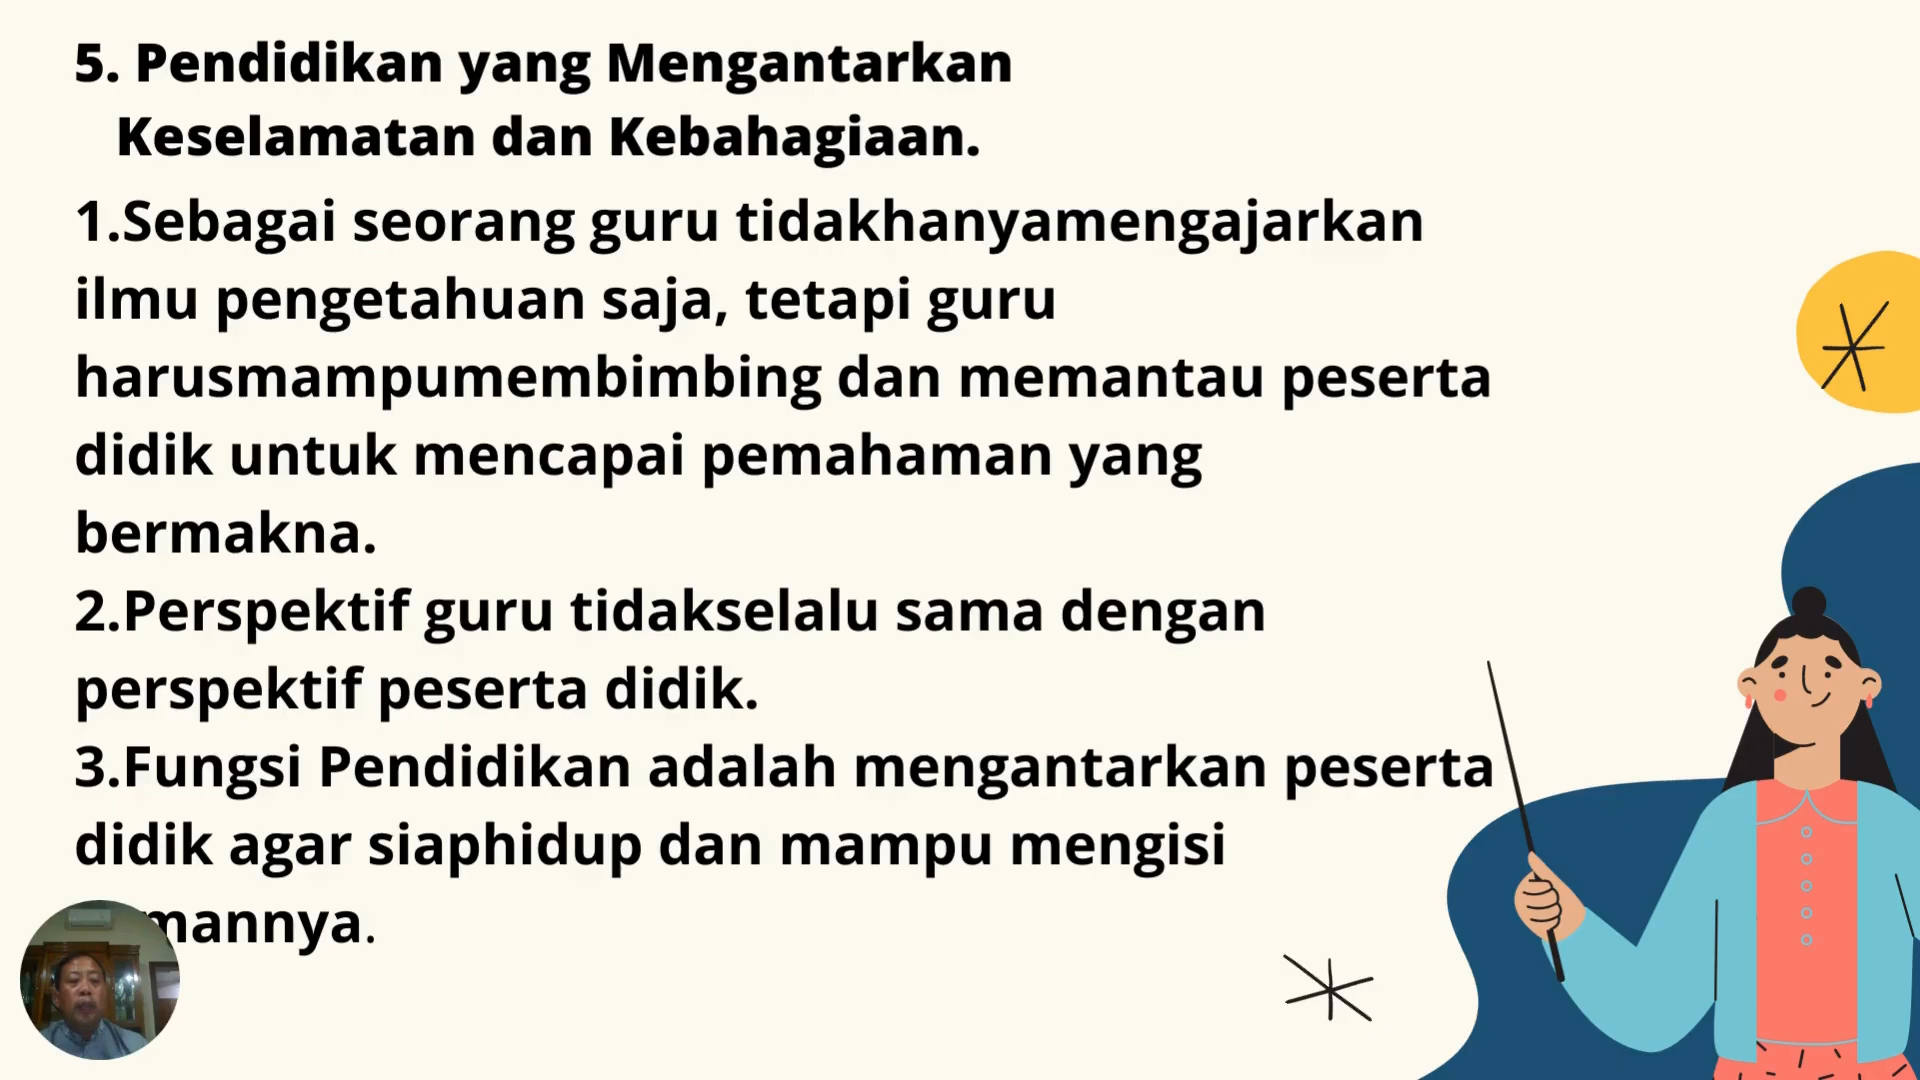 5. Pendidikan yang Mengantarkan
Keselamatan dan Kebahagiaan.
1.Sebagai seorang guru tidakhanyamengajarkan
ilmu pengetahuan saja, tetapi guru
harusmampumembimbing dan memantau peserta
didik untuk mencapai pemahaman yang
bermakna.
2.Perspektif guru tidakselalu sama dengan
perspektif peserta didik.
3.Fungsi Pendidikan adalah mengantarkan peserta
didik agar siaphidup dan mampu mengisi